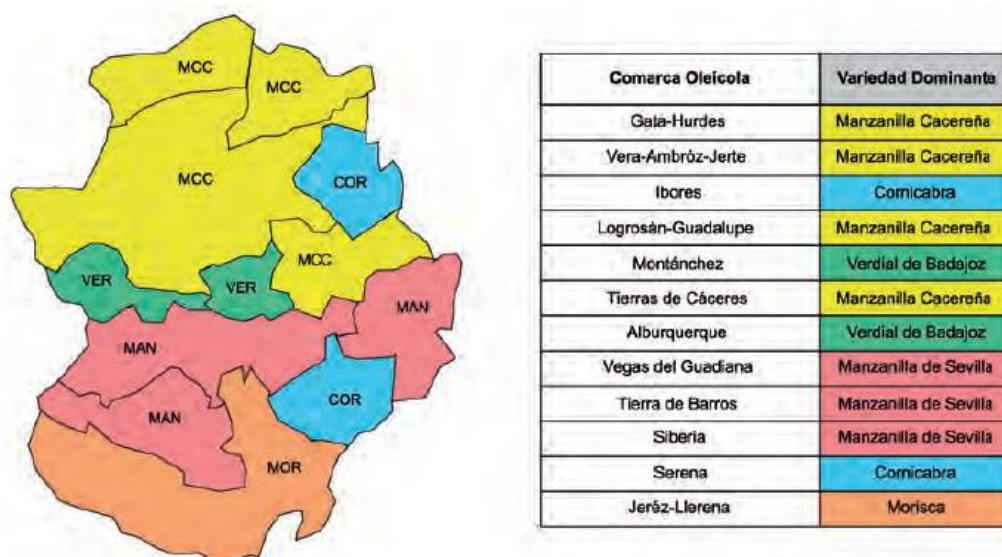 MCC
MCC
MCC
COR
MCC
VER
VER
MAN
MAN
COR
MAN
MOR
Comarca Oleícola Variedad Dominante
Gata-Hurdes Manzanilla Cacereña
Vera-Ambróz-Jerte Manzanilla Cacereña
Ibores Cornicabra
Logrosán-Guadalupe Manzanilla Cacereña
Montánchez Verdial de Badajoz
Tierras de Cáceres Manzanilla Cacereña
Alburquerque Verdial de Badajoz
Vegas del Guadiana Manzanilla de Sevilla
Tierra de Barros Manzanilla de Sevilla
Siberia Manzanilla de Sevilla
Serena Cornicabra
Jeréz-Llerena Morisca